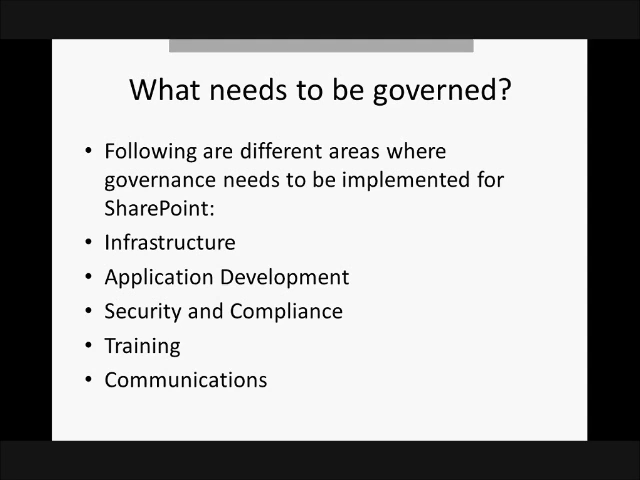 What needs to be governed?
• Following are different areas where
governance needs to be implemented for
SharePoint:
• Infrastructure
• Application Development
• Security and Compliance
• Training
• Communications